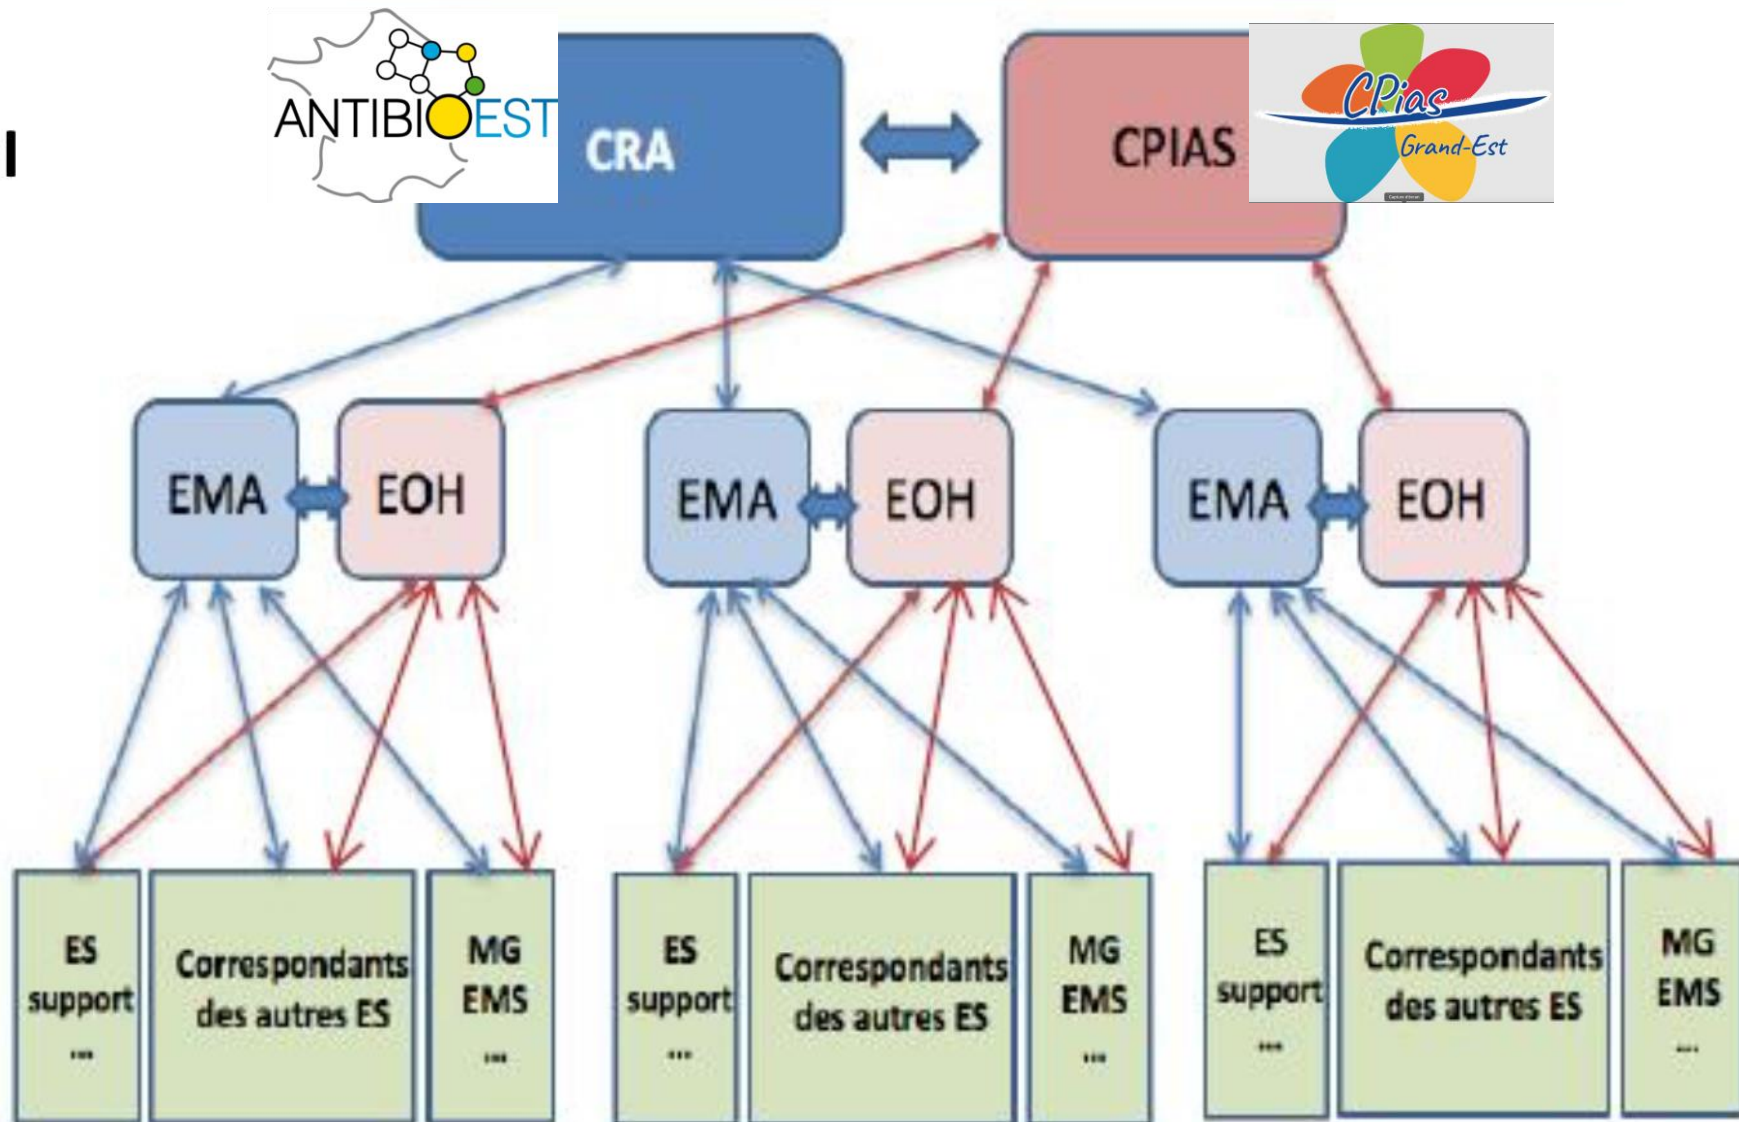 ANTIBIOEST
CRA
CPIAS
CPias
Grand-Est
EMA
EOH
EMA
EOH
EMA
EOH
ES
support
...
Correspondants
des autres ES
MG
EMS
...
ES
support
...
Correspondants
des autres ES
MG
EMS
...
ES
support
...
Correspondants
des autres ES
MG
EMS
...